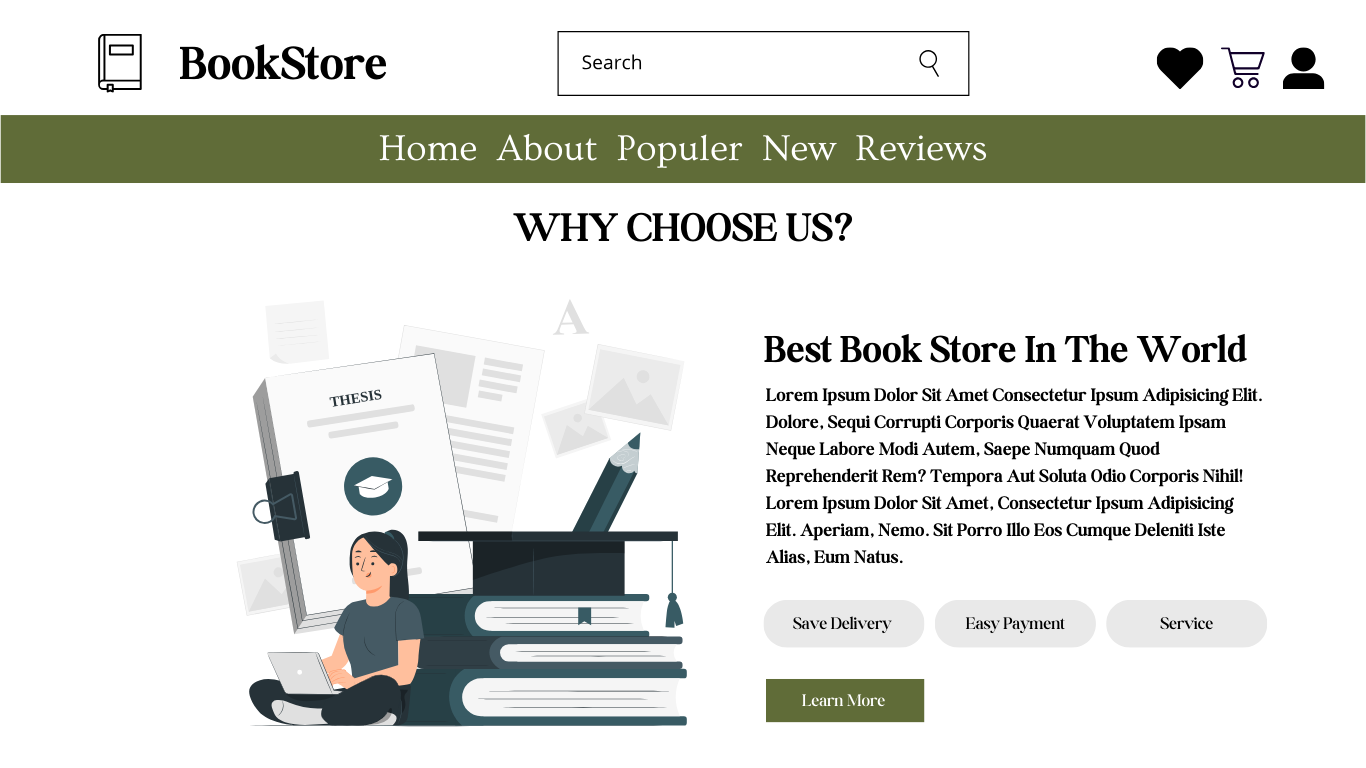 BookStore
Search
Home About Populer New Reviews
WHY CHOOSE US?
A
THESIS
Best Book Store In The World
Lorem Ipsum Dolor Sit Amet Consectetur Ipsum Adipisicing Elit.
Dolore, Sequi Corrupti Corporis Quaerat Voluptatem Ipsam
Neque Labore Modi Autem, Saepe Numquam Quod
Reprehenderit Rem? Tempora Aut Soluta Odio Corporis Nihil!
Lorem Ipsum Dolor Sit Amet, Consectetur Ipsum Adipisicing
Elit. Aperiam, Nemo. Sit Porro Illo Eos Cumque Deleniti Iste
Alias, Eum Natus.
Save Delivery
Easy Payment
Service
Learn More